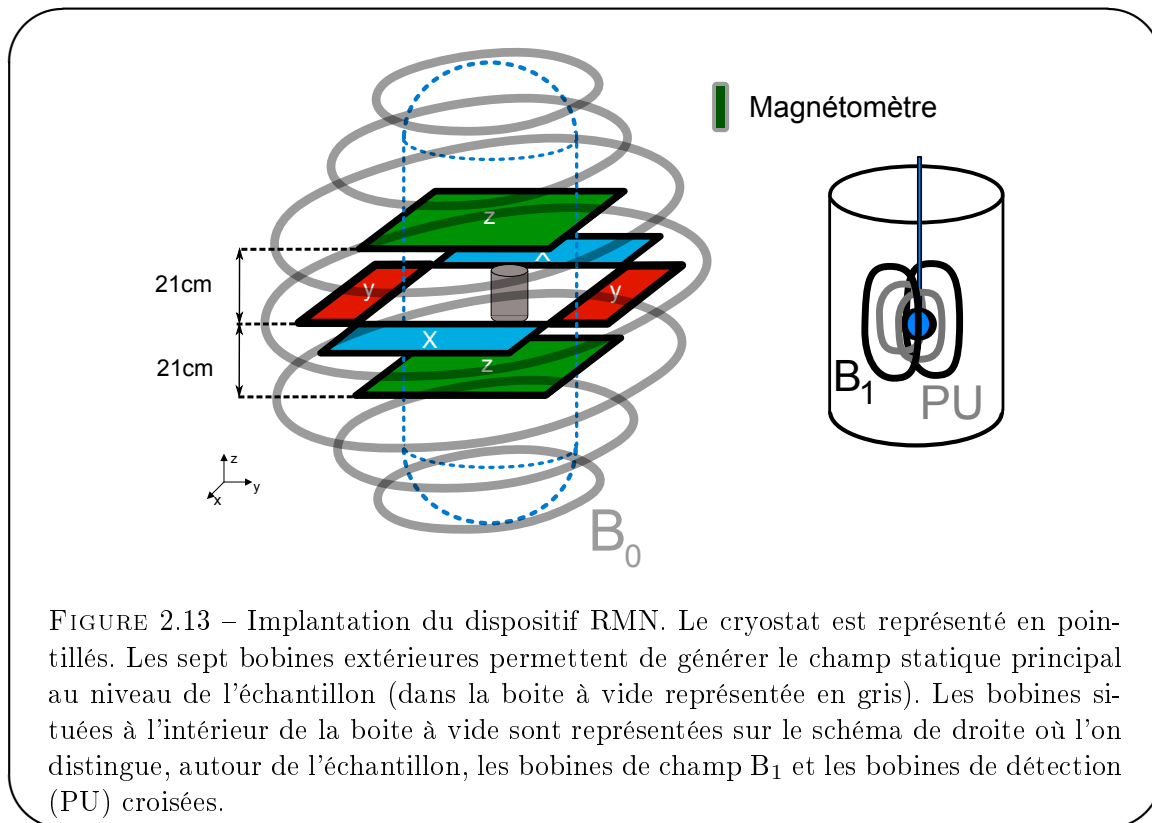 Magnétomètre
z
x
21cm
y
y
X
21cm
z
z
y
x
B0
B1
PU
FIGURE 2.13 – Implantation du dispositif RMN. Le cryostat est représenté en poin-
tillés. Les sept bobines extérieures permettent de générer le champ statique principal
au niveau de l'échantillon (dans la boite à vide représentée en gris). Les bobines si-
tuées à l'intérieur de la boite à vide sont représentées sur le schéma de droite où l'on
distingue, autour de l'échantillon, les bobines de champ B1 et les bobines de détection
(PU) croisées.